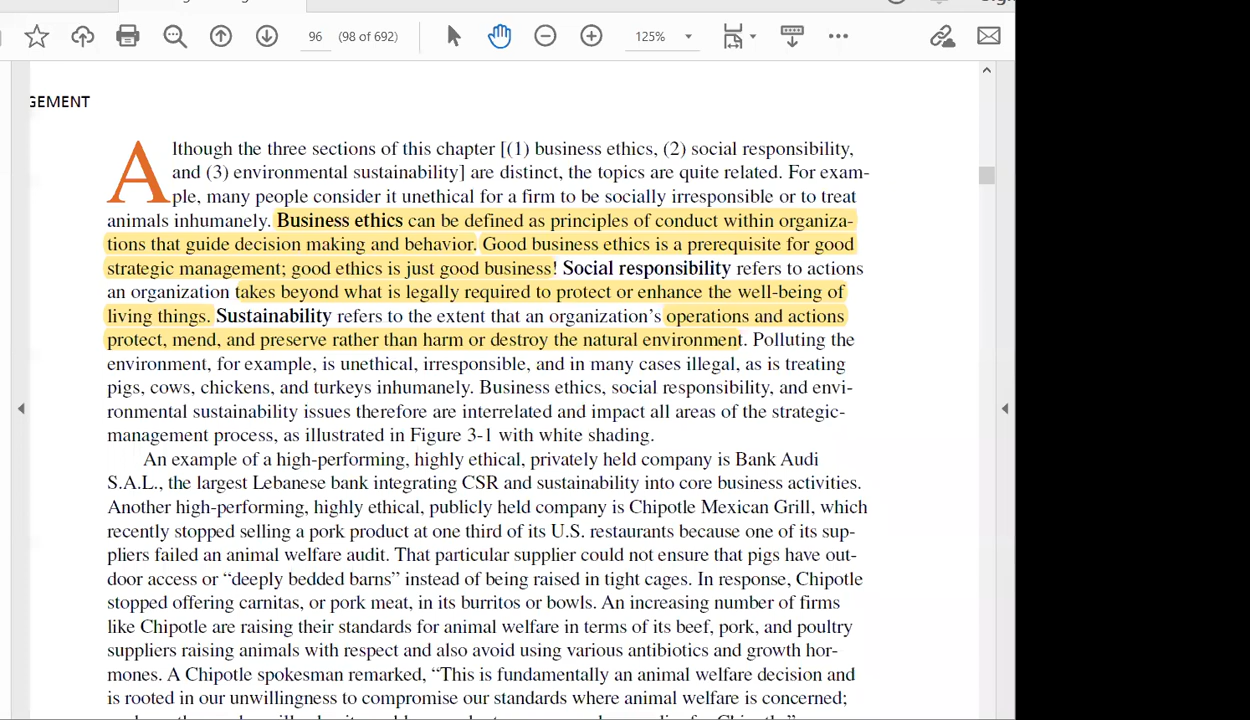 96 (98 of 692) 125%
GEMENT
Although the three sections of this chapter [(1) business ethics, (2) social responsibility,
and (3) environmental sustainability] are distinct, the topics are quite related. For exam-
ple, many people consider it unethical for a firm to be socially irresponsible or to treat
animals inhumanely. Business ethics can be defined as principles of conduct within organiza-
tions that guide decision making and behavior. Good business ethics is a prerequisite for good
strategic management; good ethics is just good business! Social responsibility refers to actions
an organization takes beyond what is legally required to protect or enhance the well-being of
living things. Sustainability refers to the extent that an organization’s operations and actions
protect, mend, and preserve rather than harm or destroy the natural environment. Polluting the
environment, for example, is unethical, irresponsible, and in many cases illegal, as is treating
pigs, cows, chickens, and turkeys inhumanely. Business ethics, social responsibility, and envi-
ronmental sustainability issues therefore are interrelated and impact all areas of the strategic-
management process, as illustrated in Figure 3-1 with white shading.
An example of a high-performing, highly ethical, privately held company is Bank Audi
S.A.L., the largest Lebanese bank integrating CSR and sustainability into core business activities.
Another high-performing, highly ethical, publicly held company is Chipotle Mexican Grill, which
recently stopped selling a pork product at one third of its U.S. restaurants because one of its sup-
pliers failed an animal welfare audit. That particular supplier could not ensure that pigs have out-
door access or “deeply bedded barns” instead of being raised in tight cages. In response, Chipotle
stopped offering carnitas, or pork meat, in its burritos or bowls. An increasing number of firms
like Chipotle are raising their standards for animal welfare in terms of its beef, pork, and poultry
suppliers raising animals with respect and also avoid using various antibiotics and growth hor-
mones. A Chipotle spokesman remarked, “This is fundamentally an animal welfare decision and
is rooted in our unwillingness to compromise our standards where animal welfare is concerned;